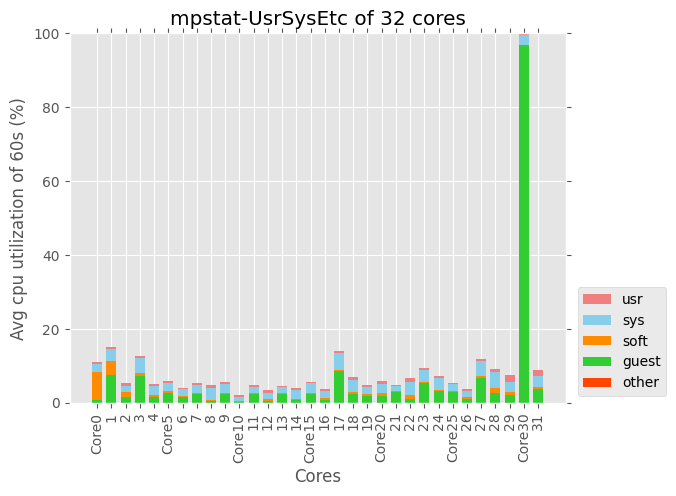 mpstat-UsrSysEtc of 32 cores
Avg cpu utilization of 60s (%)
100
80
60
40
20
0
Core0
1
2
3
4
Core5
6
7
8
9
Core10
11
12
13
14
Core15
16
17
18
19
Core20
21
22
23
24
Core25
26
27
28
29
Core30
31
Cores
usr
sys
soft
guest
other